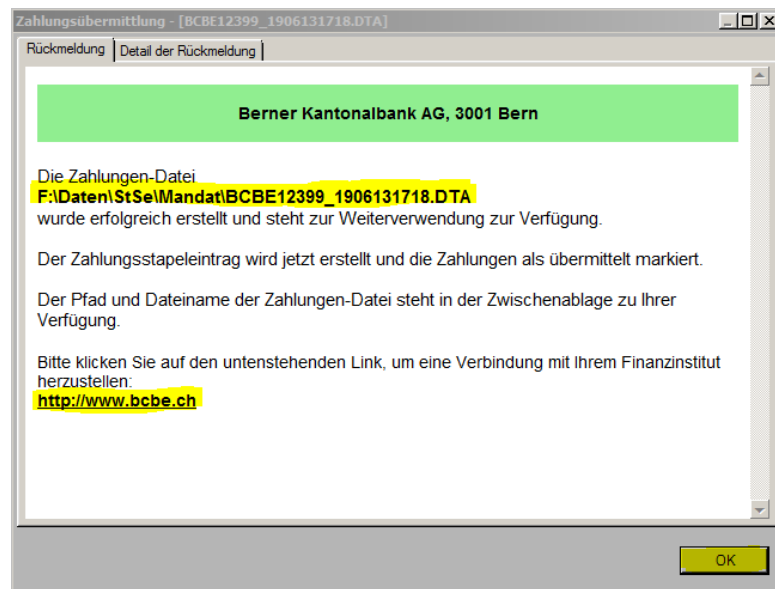 Zahlungsübermittlung - [BCBE12399_1906131718.DTA]
Rückmeldung Detail der Rückmeldung
Berner Kantonalbank AG, 3001 Bern
Die Zahlungen-Datei
F:\Daten\StSe\Mandat\BCBE12399_1906131718.DTA
wurde erfolgreich erstellt und steht zur Weiterverwendung zur Verfügung.
Der Zahlungsstapeleintrag wird jetzt erstellt und die Zahlungen als übermittelt markiert.
Der Pfad und Dateiname der Zahlungen-Datei steht in der Zwischenablage zu Ihrer
Verfügung.
Bitte klicken Sie auf den untenstehenden Link, um eine Verbindung mit Ihrem Finanzinstitut
herzustellen:
http://www.bcbe.ch
OK